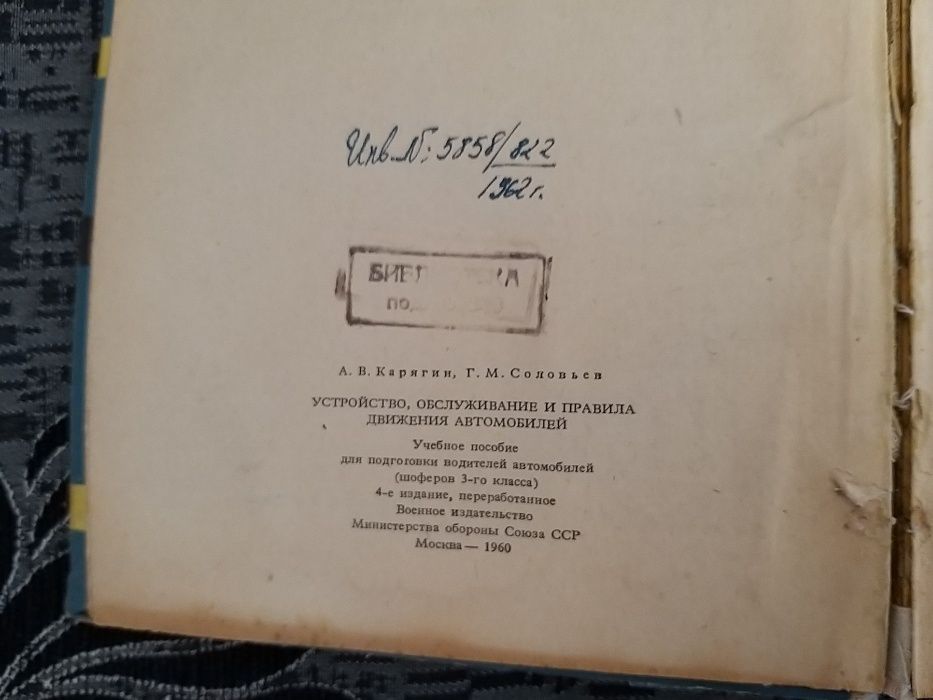 Инв. №: 5858/822
1962 г.
А. В. Карягин, Г. М. Соловьев
УСТРОЙСТВО, ОБСЛУЖИВАНИЕ И ПРАВИЛА
ДВИЖЕНИЯ АВТОМОБИЛЕЙ
Учебное пособие
для подготовки водителей автомобилей
(шоферов 3-го класса)
4-е издание, переработанное
Военное издательство
Министерства обороны Союза ССР
Москва — 1960